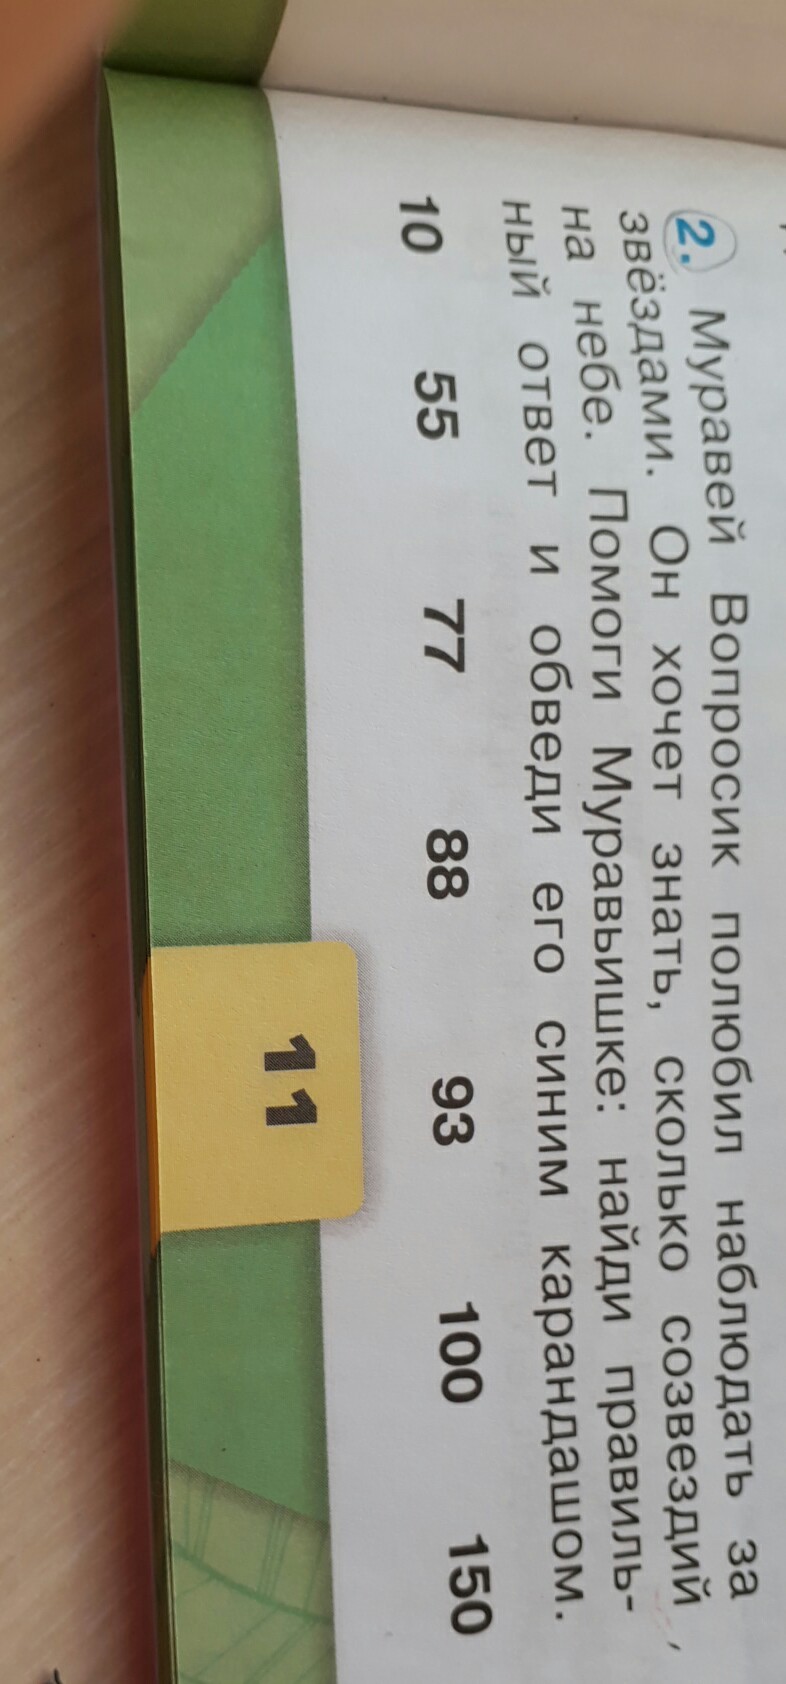 2. Муравей Вопросик полюбил наблюдать за
звёздами. Он хочет знать, сколько созвездий
на небе. Помоги Муравьишке: найди правиль-
ный ответ и обведи его синим карандашом.
10 55 77 88 93 100 150
11